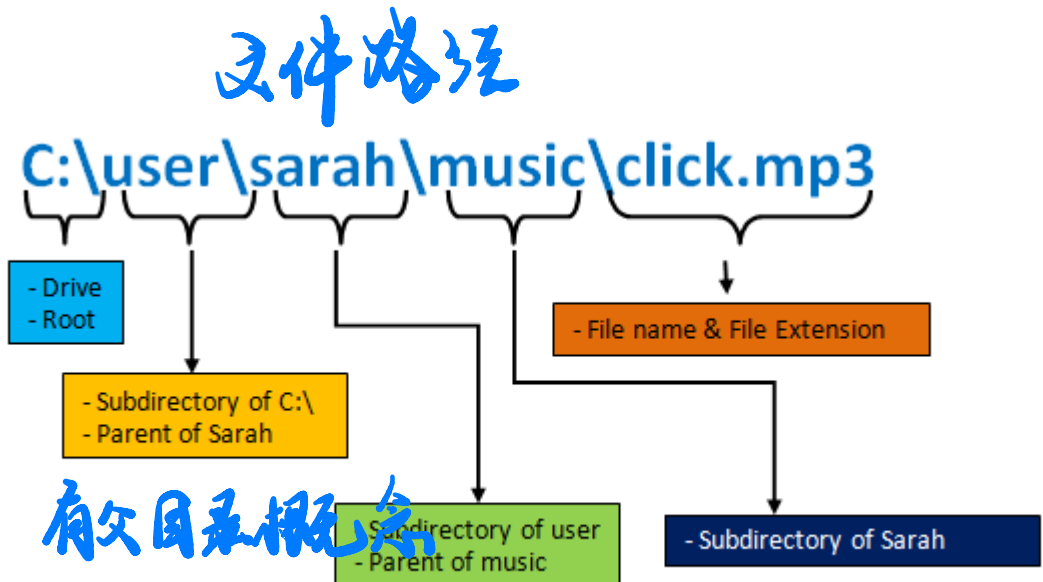 文件路径
C:\user\sarah\music\click.mp3
- Drive
- Root
- File name & File Extension
- Subdirectory of C:\
- Parent of Sarah
有父目录概念
- Subdirectory of user
- Parent of music
- Subdirectory of Sarah